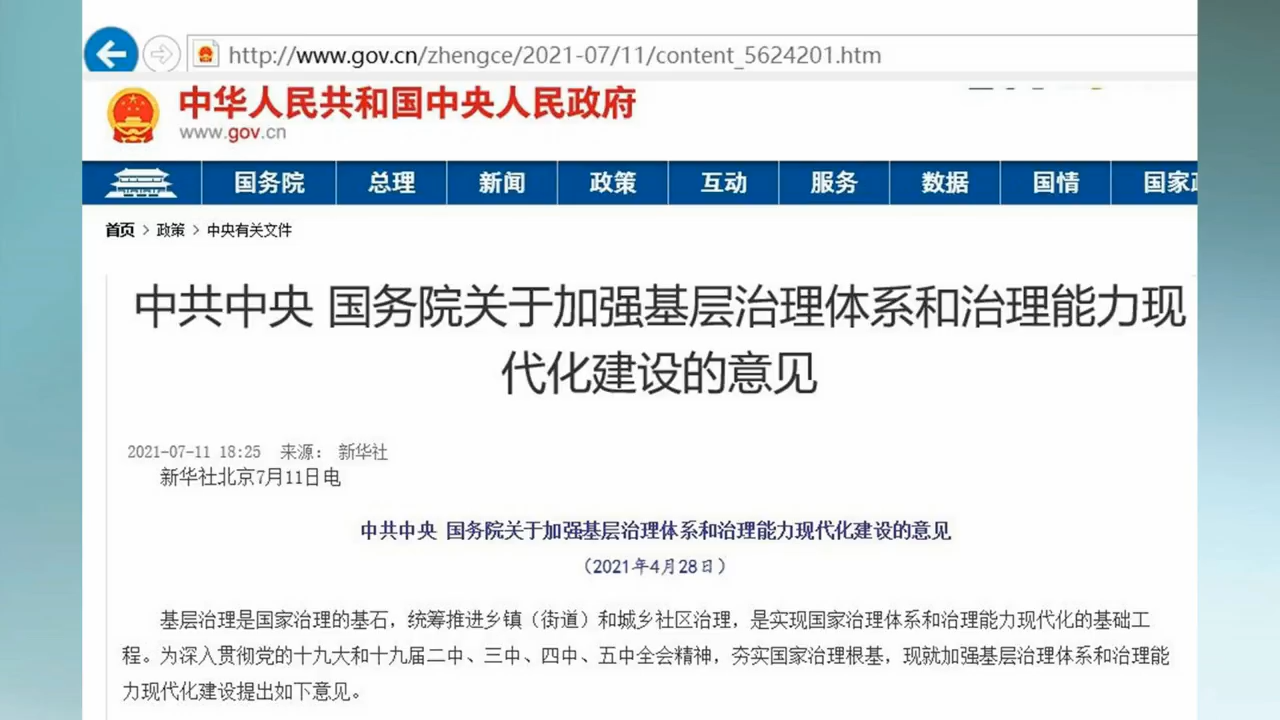 http://www.gov.cn/zhengce/2021-07/11/content_5624201.htm
中华人民共和国中央人民政府
www.gov.cn
国务院 总理 新闻 政策 互动 服务 数据 国情 国家
首页 > 政策 > 中央有关文件
中共中央 国务院关于加强基层治理体系和治理能力现
代化建设的意见
2021-07-11 18:25 来源： 新华社
新华社北京7月11日电
中共中央 国务院关于加强基层治理体系和治理能力现代化建设的意见
（2021年4月28日）
基层治理是国家治理的基石，统筹推进乡镇（街道）和城乡社区治理，是实现国家治理体系和治理能力现代化的基础工
程。为深入贯彻党的十九大和十九届二中、三中、四中、五中全会精神，夯实国家治理根基，现就加强基层治理体系和治理能
力现代化建设提出如下意见。